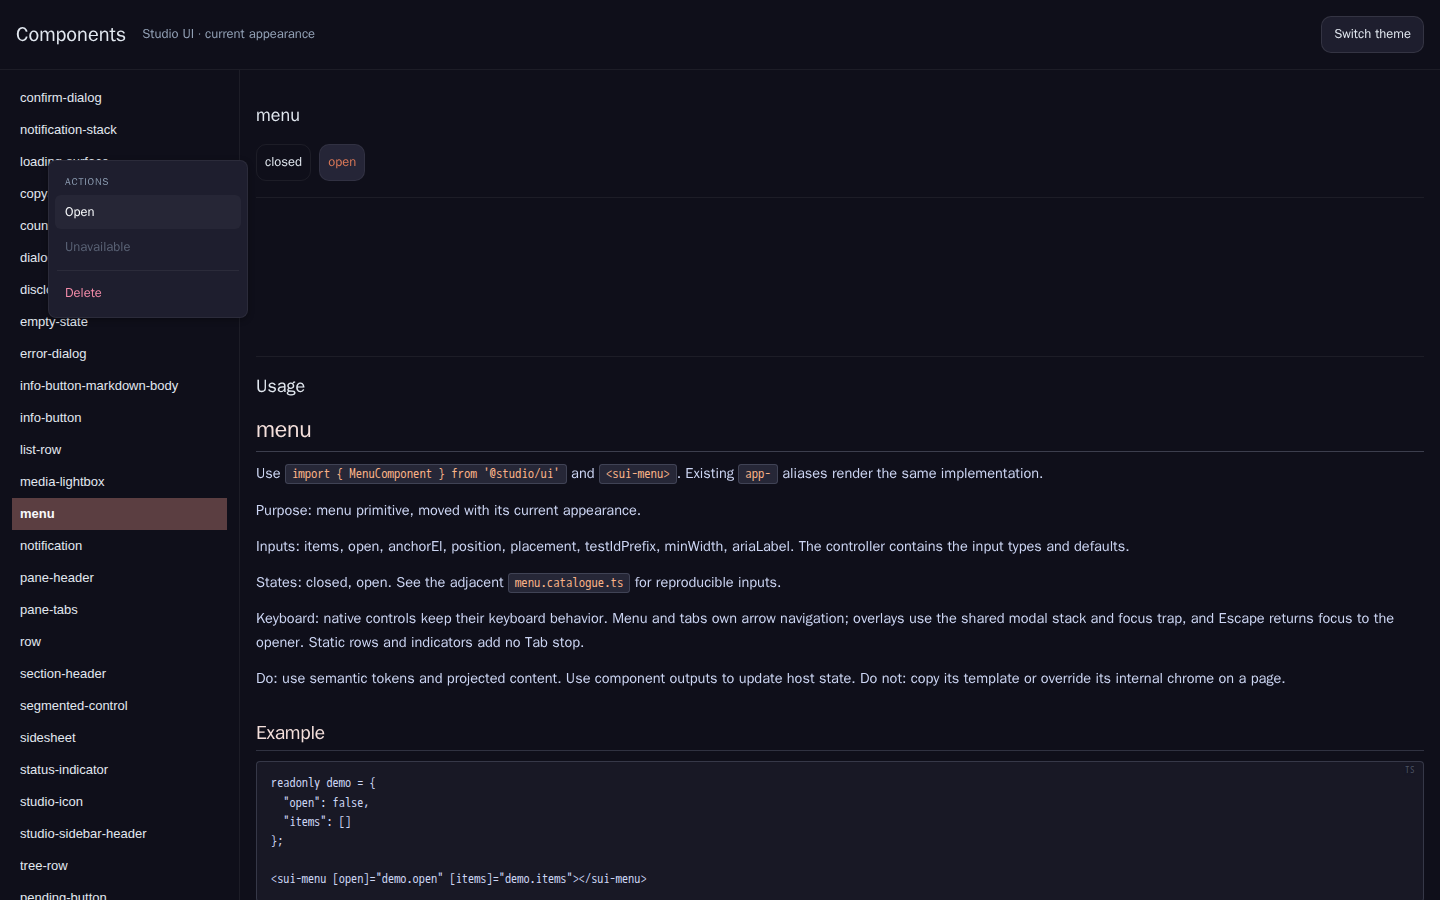 Components
Studio UI · current appearance
Switch theme
confirm-dialog
notification-stack
loading-surface
copy
coun
dialo
discl
empty-state
error-dialog
info-button-markdown-body
info-button
list-row
media-lightbox
menu
notification
pane-header
pane-tabs
row
section-header
segmented-control
sidesheet
status-indicator
studio-icon
studio-sidebar-header
tree-row
pending-button
ACTIONS
Open
Unavailable
Delete
menu
closed
open
Usage
menu
Use import { MenuComponent } from '@studio/ui' and <sui-menu>. Existing app- aliases render the same implementation.
Purpose: menu primitive, moved with its current appearance.
Inputs: items, open, anchorEl, position, placement, testIdPrefix, minWidth, ariaLabel. The controller contains the input types and defaults.
States: closed, open. See the adjacent menu.catalogue.ts for reproducible inputs.
Keyboard: native controls keep their keyboard behavior. Menu and tabs own arrow navigation; overlays use the shared modal stack and focus trap, and Escape returns focus to the
opener. Static rows and indicators add no Tab stop.
Do: use semantic tokens and projected content. Use component outputs to update host state. Do not: copy its template or override its internal chrome on a page.
Example
TS
readonly demo = {
  "open": false,
  "items": []
};
<sui-menu [open]="demo.open" [items]="demo.items"></sui-menu>